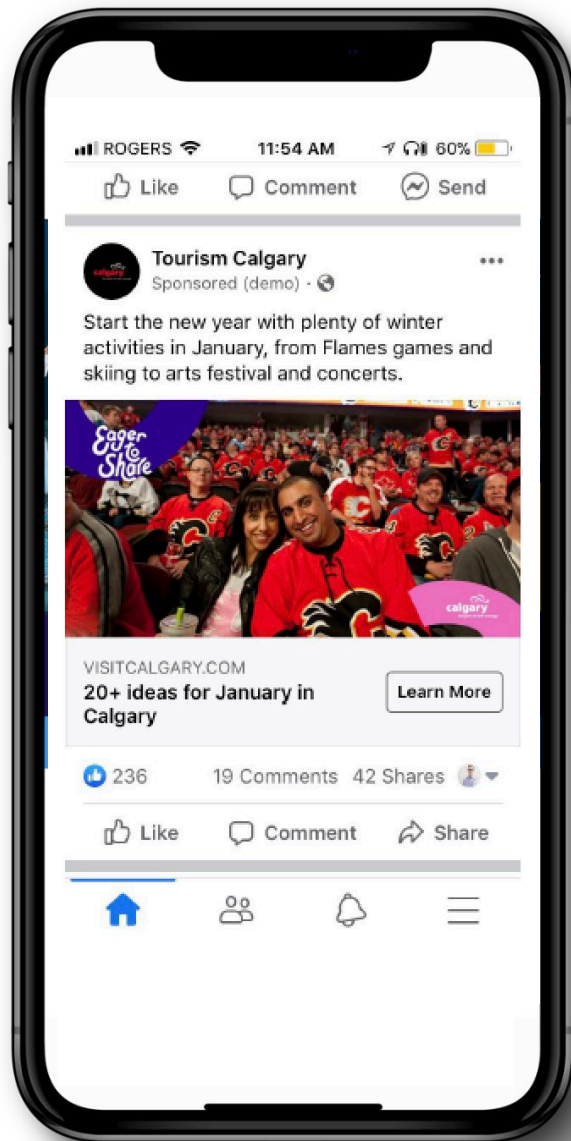 ROGERS 11:54 AM 60%
Like Comment Send
Tourism Calgary
Sponsored (demo) ·
Start the new year with plenty of winter
activities in January, from Flames games and
skiing to arts festival and concerts.
Eager
to
Share
calgary
VISITCALGARY.COM
20+ ideas for January in
Calgary
Learn More
236 19 Comments 42 Shares
Like Comment Share